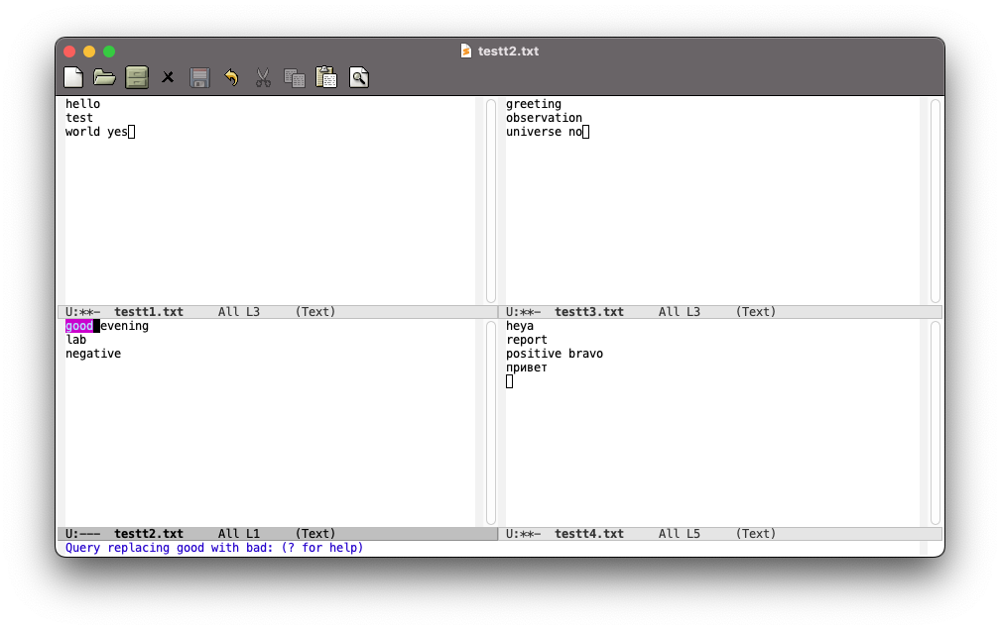 testt2.txt
hello
test
world yes
U:**-  testt1.txt     All L3     (Text)
greeting
observation
universe no
U:**-  testt3.txt     All L3     (Text)
good evening
lab
negative
U:---  testt2.txt     All L1     (Text)
heya
report
positive bravo
привет
U:**-  testt4.txt     All L5     (Text)
Query replacing good with bad: (? for help)